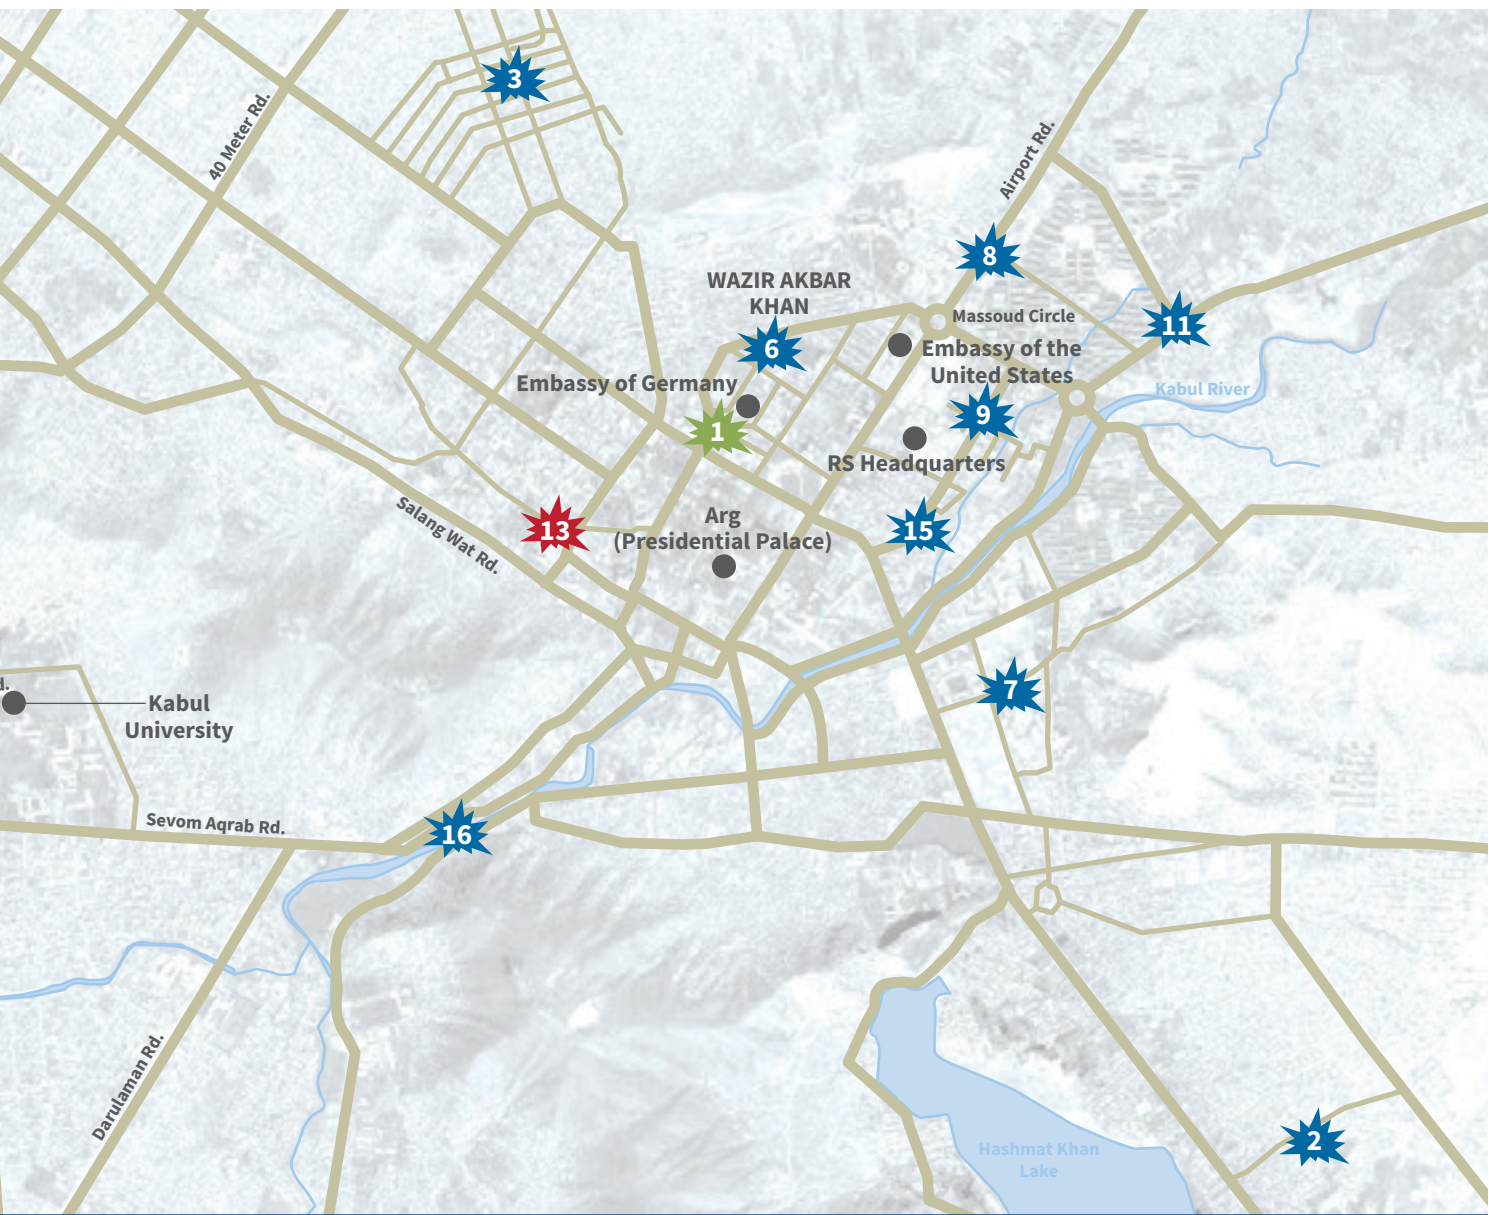 3
40 Meter Rd.
Airport Rd.
8
WAZIR AKBAR
KHAN
Massoud Circle
11
6
Embassy of the
United States
Embassy of Germany
Kabul River
9
1
RS Headquarters
Salang Wat Rd.
13
Arg
(Presidential Palace)
15
d.
7
Kabul
University
Sevom Aqrab Rd.
16
Darulaman Rd.
2
Hashmat Khan
Lake